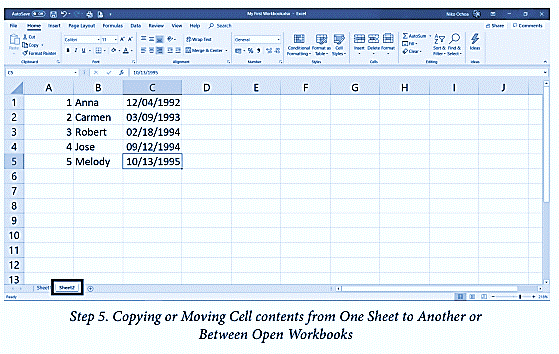 AutoSave
My First Workbook.xlsx
Niko Ochoa
File Home Insert Page Layout Formulas Data Review View Help Search
Share Comments
Cut
Copy
Format Painter
Paste
Calibri 11
Wrap Text
Merge & Center
General
Conditional Formatting Format as Table Cell Styles
Insert Delete Format
AutoSum
Fill
Clear
Sort & Filter Find & Select
Ideas
Clipboard Font Alignment Number Styles Cells Editing Ideas
C5 fx 10/13/1995
A B C D E F G H I J
1 1 Anna 12/04/1992
2 2 Carmen 03/09/1993
3 3 Robert 02/18/1994
4 4 Jose 09/12/1994
5 5 Melody 10/13/1995
6
7
8
9
10
11
12
13
Sheet Sheet2
Ready
Step 5. Copying or Moving Cell contents from One Sheet to Another or
Between Open Workbooks